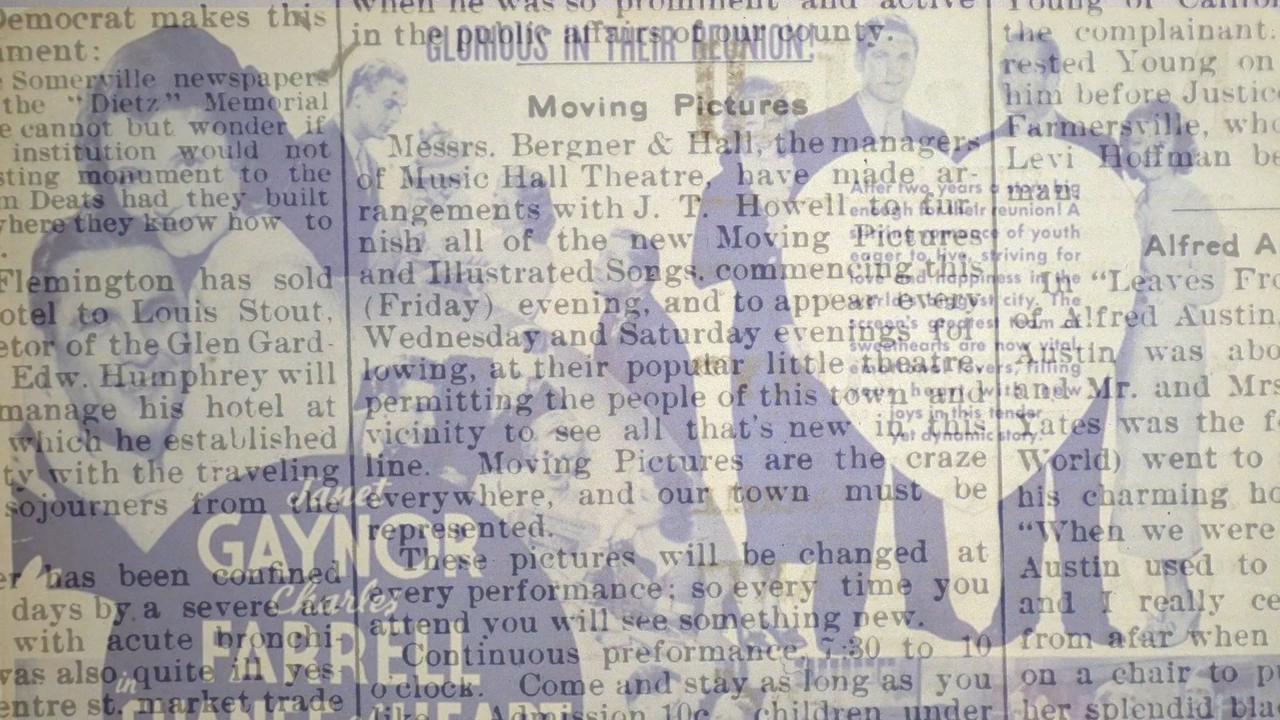 Democrat makes this
ment:
Somerville newspapers
the "Dietz" Memorial
e cannot but wonder if
institution would not
sting monument to the
m Deats had they built
where they know how to
Flemington has sold
otel to Louis Stout,
etor of the Glen Gard-
Edw. Humphrey will
manage his hotel at
which he established
ty with the traveling
sojourners from the
er has been confined
days by a severe at-
with acute bronchi-
was also quite ill yes-
entre st. market trade
when he was so prominent and active
in the public affairs of our county.
Moving Pictures
Messrs. Bergner & Hall, the managers
of Music Hall Theatre, have made ar-
rangements with J. T. Howell to fur-
nish all of the new Moving Pictures
and Illustrated Songs, commencing this
(Friday) evening, and to appear every
Wednesday and Saturday evenings fol-
lowing, at their popular little theatre,
permitting the people of this town and
vicinity to see all that's new in this
line. Moving Pictures are the craze
everywhere, and our town must be
represented.
These pictures will be changed at
every performance; so every time you
attend you will see something new.
Continuous preformance, 7:30 to 10
o'clock. Come and stay as long as you
like. Admission 10c, children under
Young of Califon
the complainant.
rested Young on
him before Justice
Farmersville, who
Levi Hoffman be
man.
Alfred A
In "Leaves Fro
of Alfred Austin,
Austin was abo
and Mr. and Mrs
Yates was the f
World) went to
his charming ho
"When we were
Austin used to
and I really ce
from afar when
on a chair to p
her splendid bla
GLORIOUS IN THEIR REUNION!
After two years
enough for their reunion! A
of youth
eager to live, striving for
love and happiness in the
city. The
screen's greatest team
sweethearts are now vital,
filling
your heart with new
joys in this tender
yet dynamic story.
Janet
GAYNOR
Charles
FARRELL
in